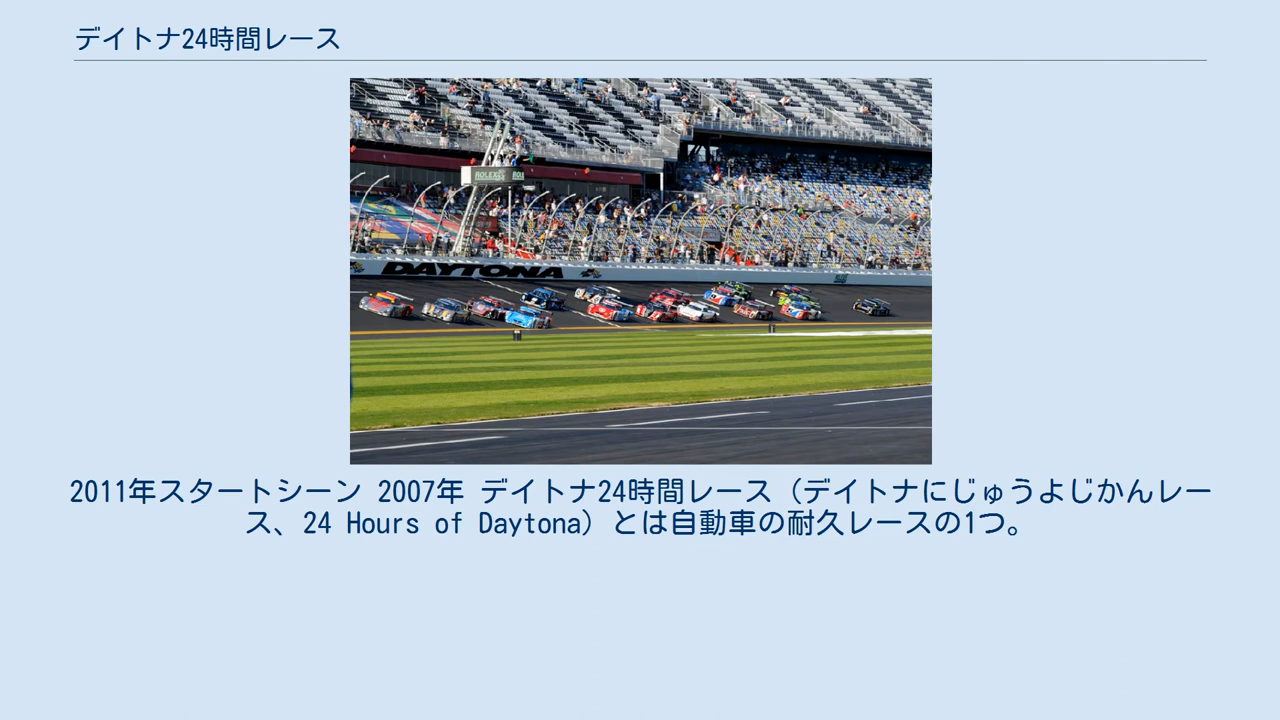 デイトナ24時間レース
ROLEX
DAYTONA
2011年スタートシーン 2007年 デイトナ24時間レース（デイトナにじゅうよじかんレー
ス、24 Hours of Daytona）とは自動車の耐久レースの1つ。